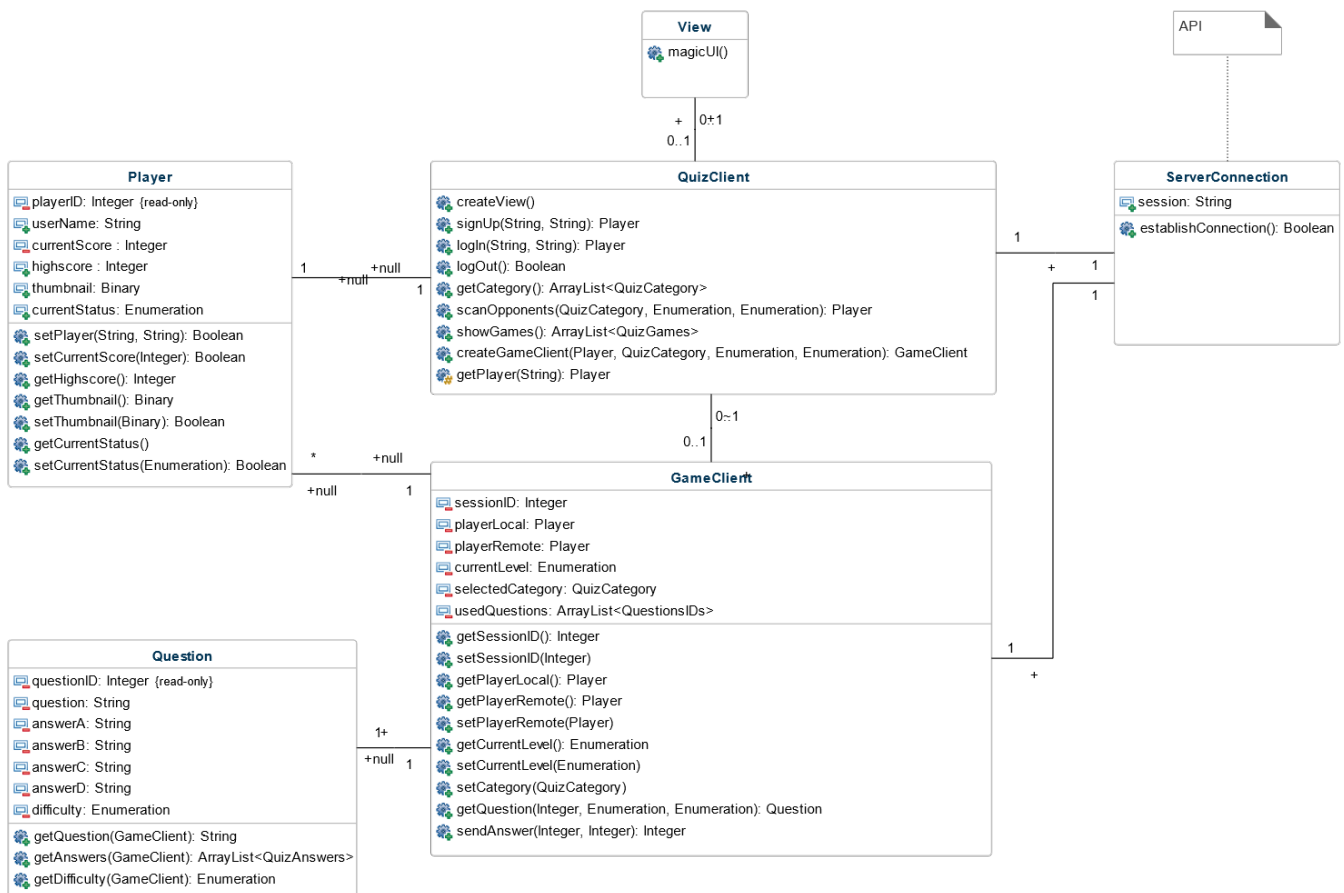 View
magicUI()
API
+
0..1
0..1
Player
playerID: Integer {read-only}
userName: String
currentScore : Integer
highscore : Integer
thumbnail: Binary
currentStatus: Enumeration
setPlayer(String, String): Boolean
setCurrentScore(Integer): Boolean
getHighscore(): Integer
getThumbnail(): Binary
setThumbnail(Binary): Boolean
getCurrentStatus()
setCurrentStatus(Enumeration): Boolean
1
+null
+null
1
QuizClient
createView()
signUp(String, String): Player
logIn(String, String): Player
logOut(): Boolean
getCategory(): ArrayList<QuizCategory>
scanOpponents(QuizCategory, Enumeration, Enumeration): Player
showGames(): ArrayList<QuizGames>
createGameClient(Player, QuizCategory, Enumeration, Enumeration): GameClient
getPlayer(String): Player
1
+
1
1
ServerConnection
session: String
establishConnection(): Boolean
0..1
0..1
*
+null
+null
1
GameClient
+
sessionID: Integer
playerLocal: Player
playerRemote: Player
currentLevel: Enumeration
selectedCategory: QuizCategory
usedQuestions: ArrayList<QuestionsIDs>
getSessionID(): Integer
setSessionID(Integer)
getPlayerLocal(): Player
getPlayerRemote(): Player
setPlayerRemote(Player)
getCurrentLevel(): Enumeration
setCurrentLevel(Enumeration)
setCategory(QuizCategory)
getQuestion(Integer, Enumeration, Enumeration): Question
sendAnswer(Integer, Integer): Integer
1
+
Question
questionID: Integer {read-only}
question: String
answerA: String
answerB: String
answerC: String
answerD: String
difficulty: Enumeration
getQuestion(GameClient): String
getAnswers(GameClient): ArrayList<QuizAnswers>
getDifficulty(GameClient): Enumeration
1+
+null
1